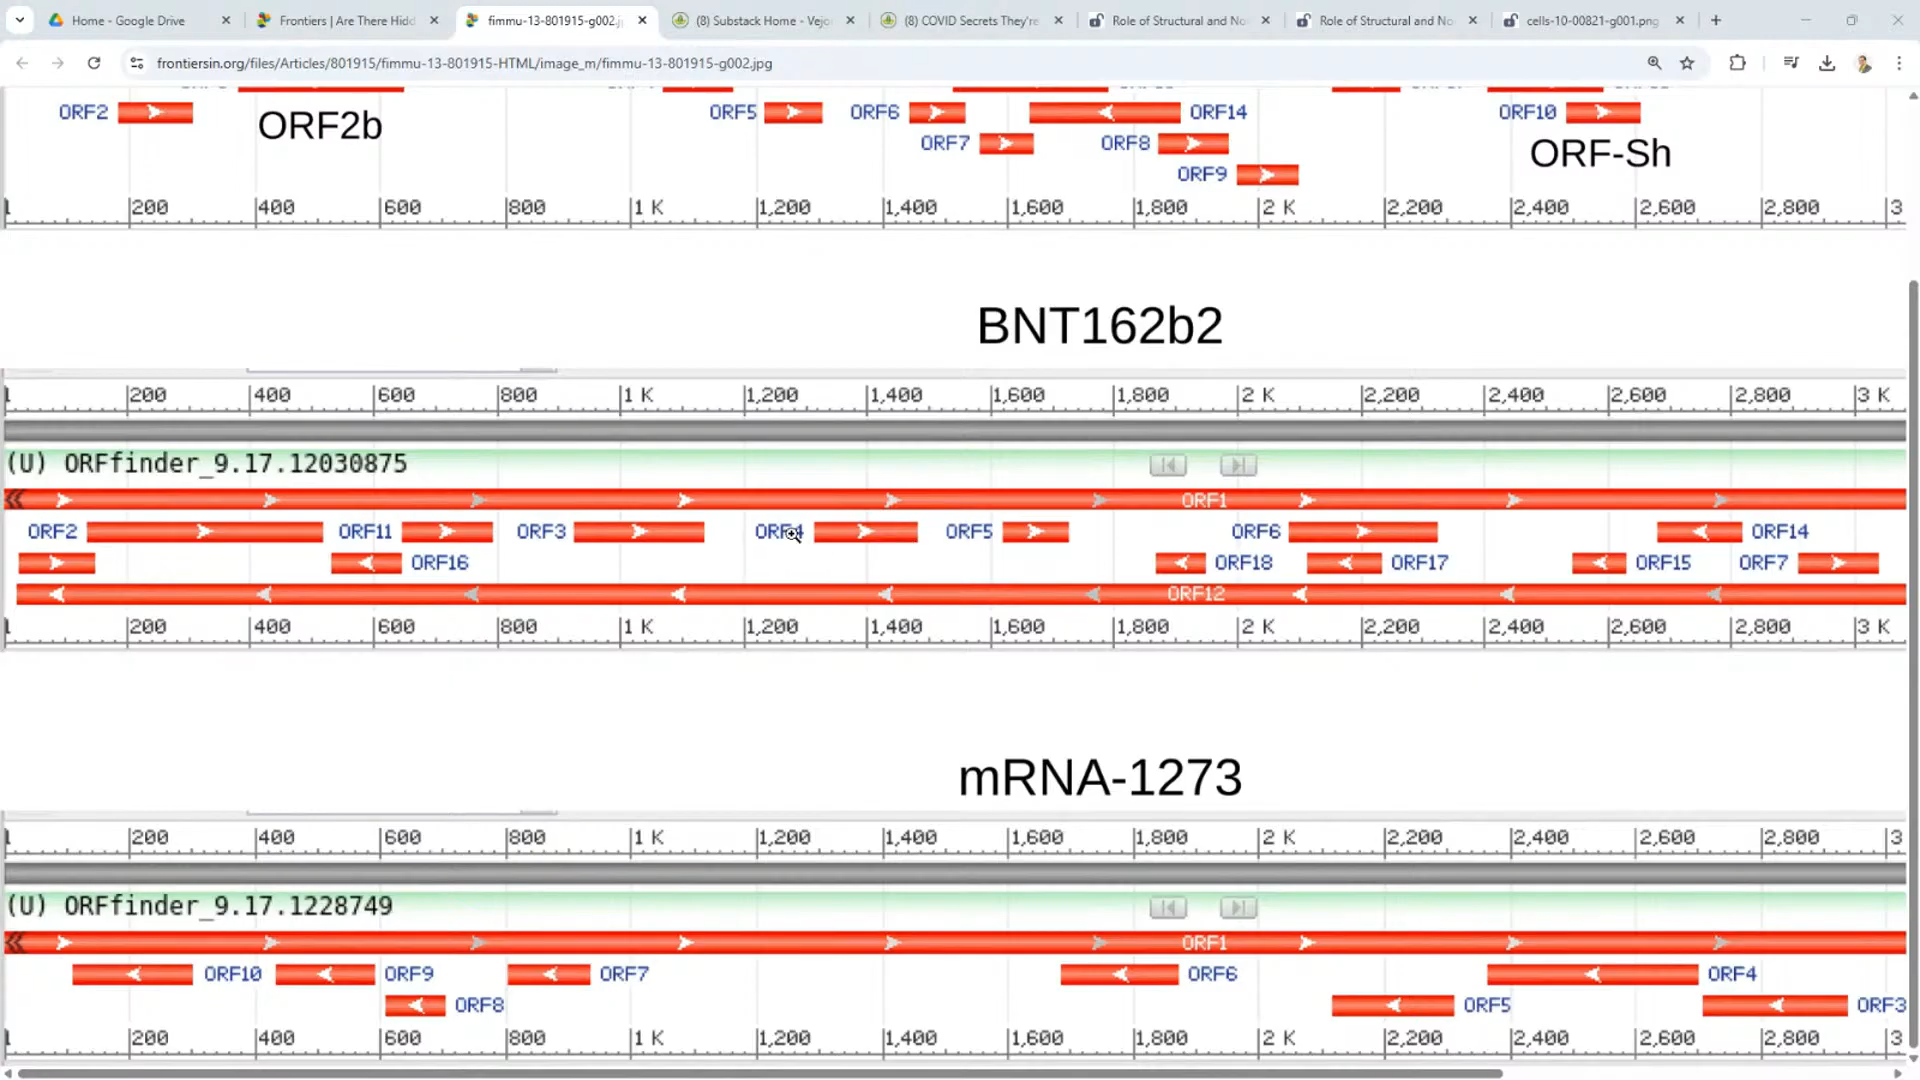 Home - Google Drive
Frontiers | Are There Hidd
fimmu-13-801915-g002.j
(8) Substack Home - Vejo
(8) COVID Secrets They're
Role of Structural and No
Role of Structural and No
cells-10-00821-g001.png
frontiersin.org/files/Articles/801915/fimmu-13-801915-HTML/image_m/fimmu-13-801915-g002.jpg
ORF2 ORF2b ORF5 ORF6 ORF14 ORF10
ORF7 ORF8 ORF-Sh
ORF9
1 200 400 600 800 1 K 1,200 1,400 1,600 1,800 2 K 2,200 2,400 2,600 2,800 3
BNT162b2
1 200 400 600 800 1 K 1,200 1,400 1,600 1,800 2 K 2,200 2,400 2,600 2,800 3 K
(U) ORFfinder_9.17.12030875
ORF1
ORF2 ORF11 ORF3 ORF4 ORF5 ORF6 ORF14
ORF16 ORF18 ORF17 ORF15 ORF7
ORF12
1 200 400 600 800 1 K 1,200 1,400 1,600 1,800 2 K 2,200 2,400 2,600 2,800 3 K
mRNA-1273
1 200 400 600 800 1 K 1,200 1,400 1,600 1,800 2 K 2,200 2,400 2,600 2,800 3
(U) ORFfinder_9.17.1228749
ORF1
ORF10 ORF9 ORF7 ORF6 ORF4
ORF8 ORF5 ORF3
1 200 400 600 800 1 K 1,200 1,400 1,600 1,800 2 K 2,200 2,400 2,600 2,800 3